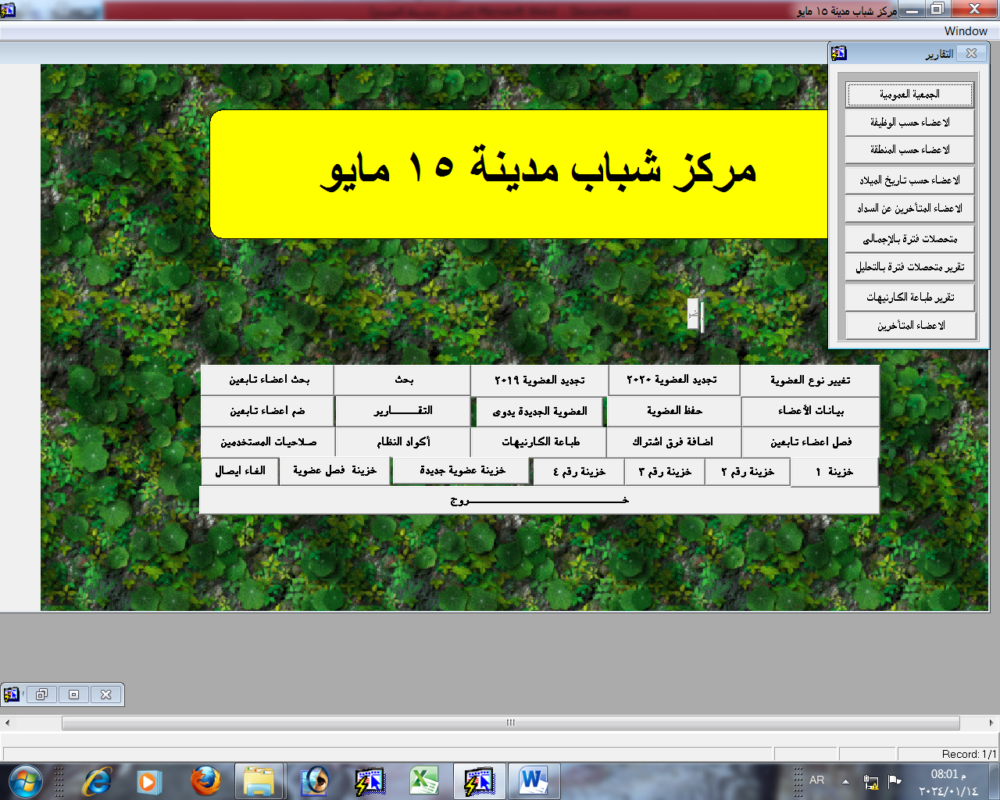 مركز شباب مدينة ١٥ مايو
Window
التقارير
الجمعية العمومية
الاعضاء حسب الوظيفة
الاعضاء حسب المنطقة
الاعضاء حسب تاريخ الميلاد
الاعضاء المتأخرين عن السداد
متحصلات فترة بالإجمالى
تقرير متحصلات فترة بالتحليل
تقرير طباعة الكارنيهات
الاعضاء المتأخرين
مركز شباب مدينة ١٥ مايو
تغيير نوع العضوية تجديد العضوية ٢٠٢٠ تجديد العضوية ٢٠١٩ بحث بحث اعضاء تابعين
بيانات الأعضاء حفظ العضوية العضوية الجديدة يدوى التقـــــارير ضم اعضاء تابعين
فصل اعضاء تابعين اضافة فرق اشتراك طباعة الكارنيهات أكواد النظام صلاحيات المستخدمين
خزينة ١ خزينة رقم ٢ خزينة رقم ٣ خزينة رقم ٤ خزينة عضوية جديدة خزينة فصل عضوية الغاء ايصال
خــــــــــــــــــــروج
Record: 1/1
AR
08:01 م
٢٠٢٤/٠١/١٤